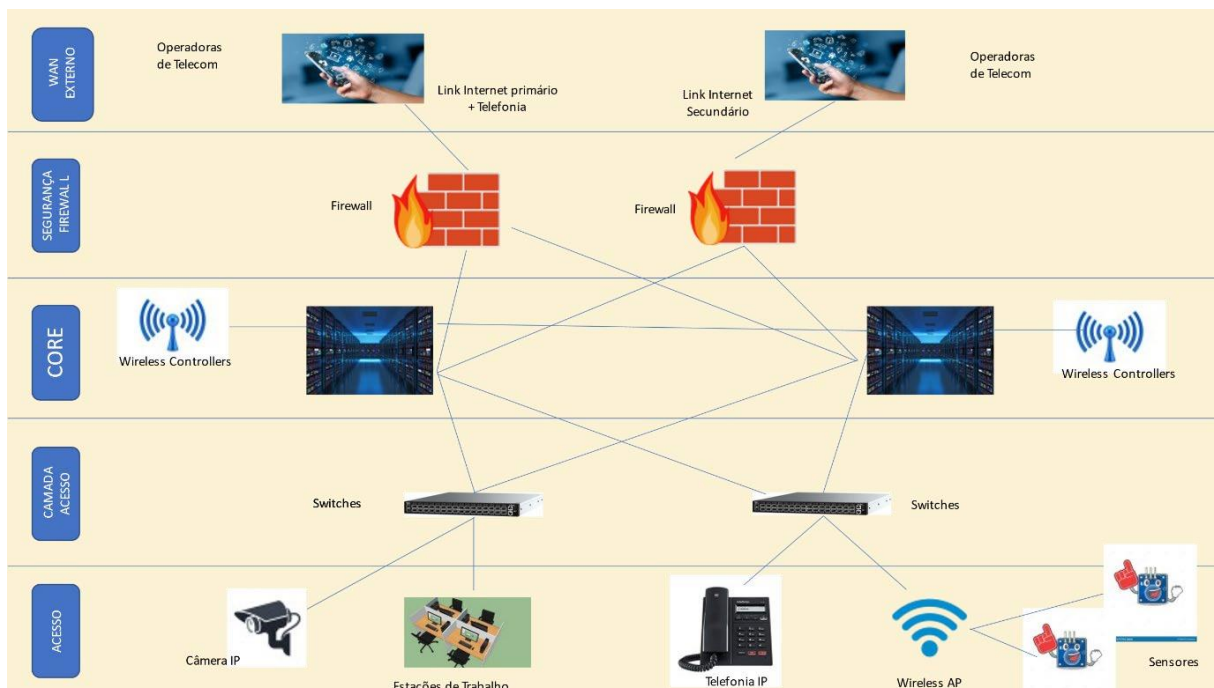 WAN
EXTERNO
Operadoras
de Telecom
Link Internet primário
+ Telefonia
Link Internet
Secundário
Operadoras
de Telecom
SEGURANÇA
FIREWAL L
Firewall
Firewall
CORE
Wireless Controllers
Wireless Controllers
CAMADA
ACESSO
Switches
Switches
ACESSO
Câmera IP
Estações de Trabalho
Telefonia IP
Wireless AP
Sensores